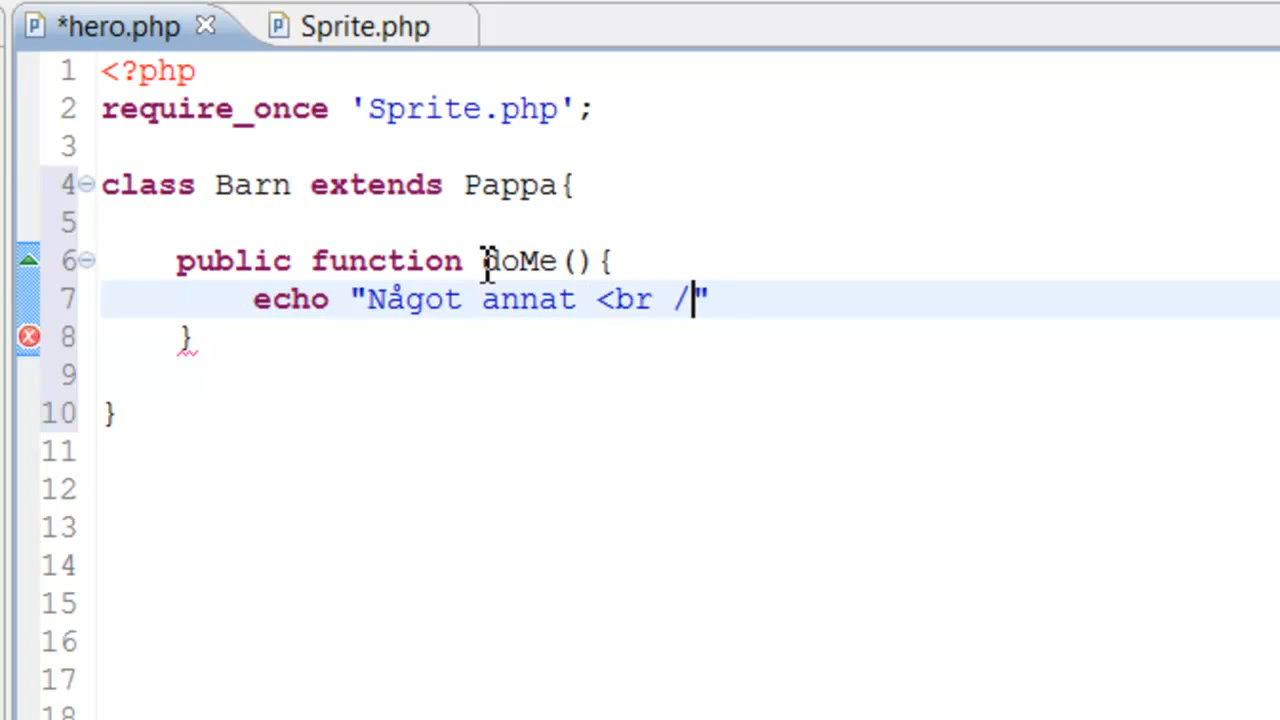 *hero.php Sprite.php
1 <?php
2 require_once 'Sprite.php';
3
4 class Barn extends Pappa{
5
6 public function doMe(){
7 echo "Något annat <br /"
8 }
9
10 }
11
12
13
14
15
16
17
18